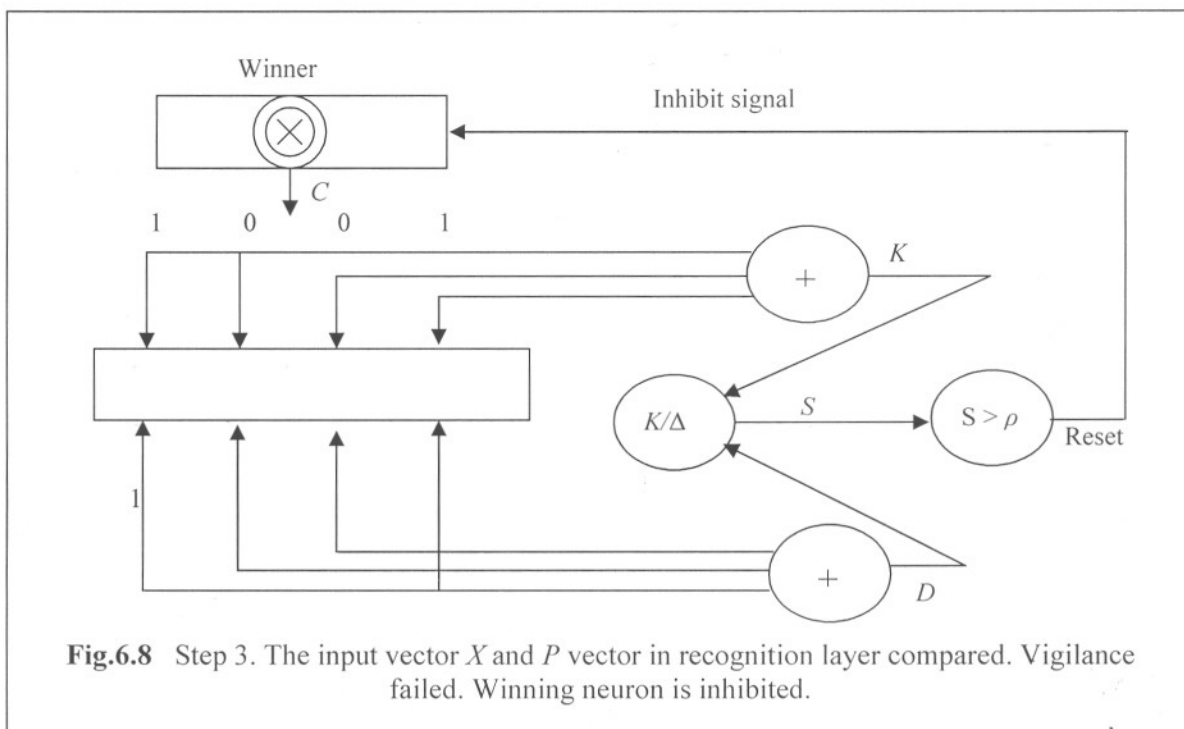 Winner
Inhibit signal
C
1 0 0 1
K
+
K/Δ
S
S > ρ
Reset
1
+
D
Fig.6.8 Step 3. The input vector X and P vector in recognition layer compared. Vigilance
failed. Winning neuron is inhibited.